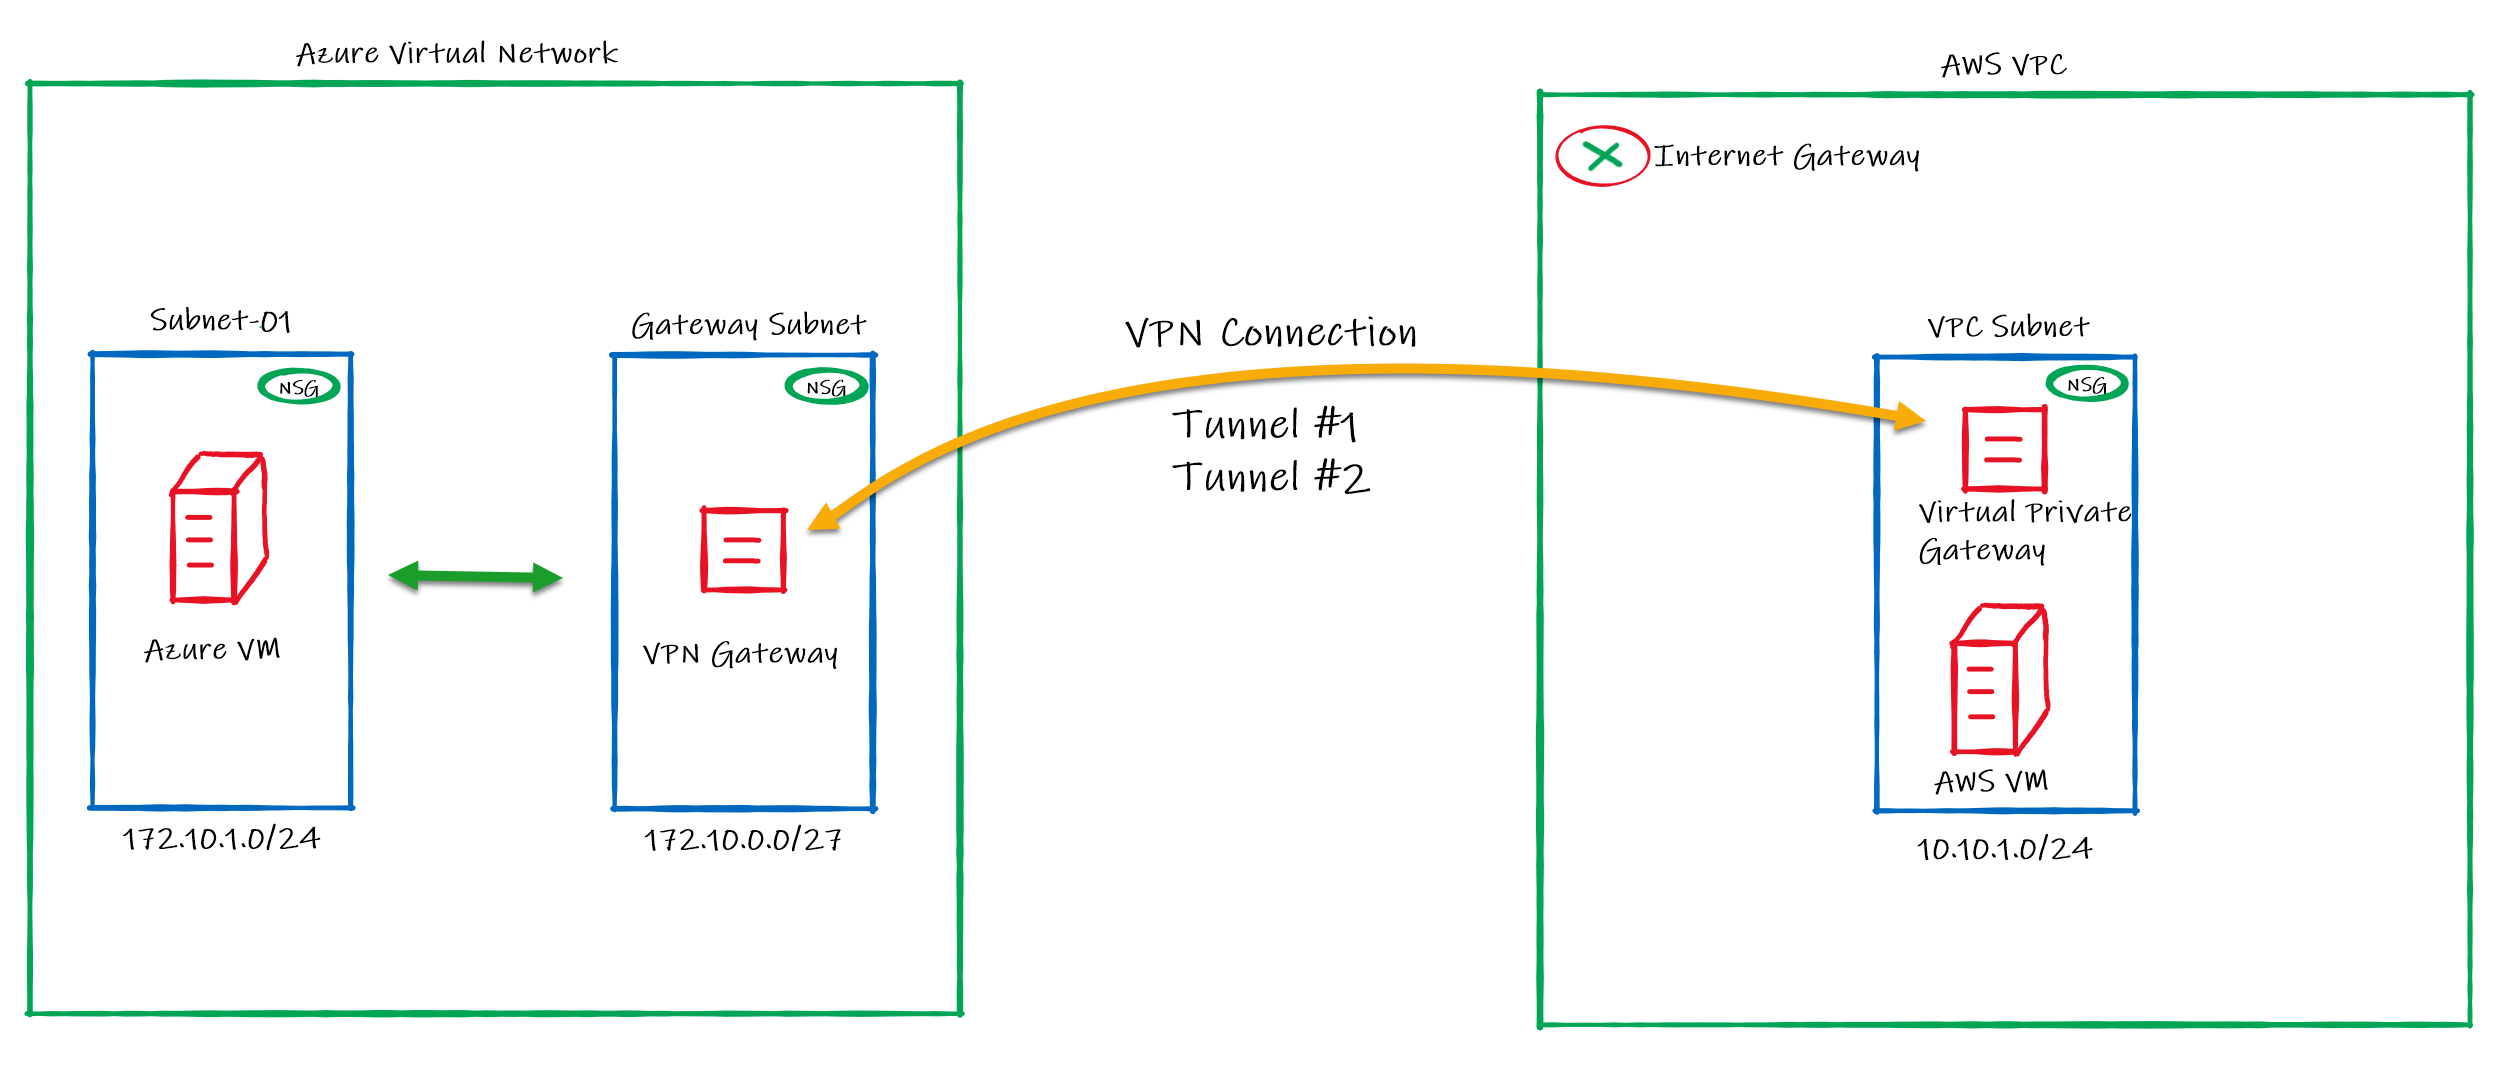 Azure Virtual Network
AWS VPC
Internet Gateway
Subnet-01
Gateway Subnet
VPN Connection
VPC Subnet
NSG
NSG
NSG
Tunnel #1
Tunnel #2
Virtual Private
Gateway
Azure VM
VPN Gateway
AWS VM
172.10.1.0/24
172.10.0.0/27
10.10.1.0/24